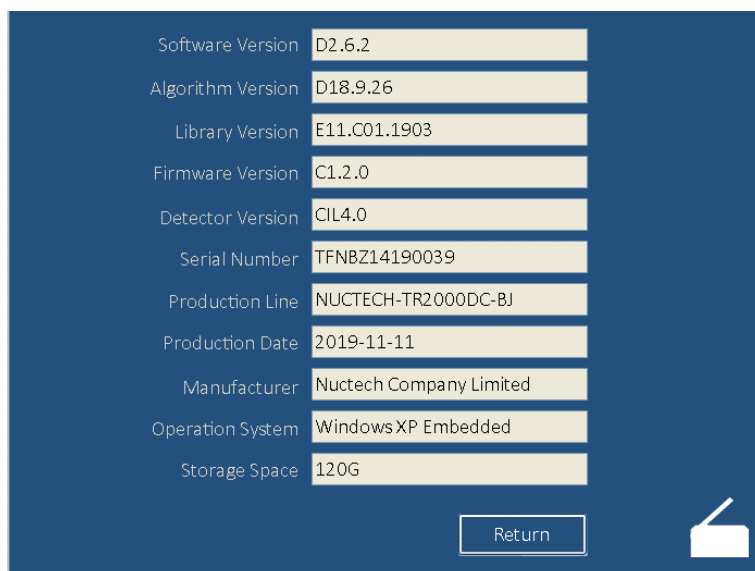 Software Version D2.6.2
Algorithm Version D18.9.26
Library Version E11.C01.1903
Firmware Version C1.2.0
Detector Version CIL4.0
Serial Number TFNBZ14190039
Production Line NUCTECH-TR2000DC-BJ
Production Date 2019-11-11
Manufacturer Nuctech Company Limited
Operation System Windows XP Embedded
Storage Space 120G
Return